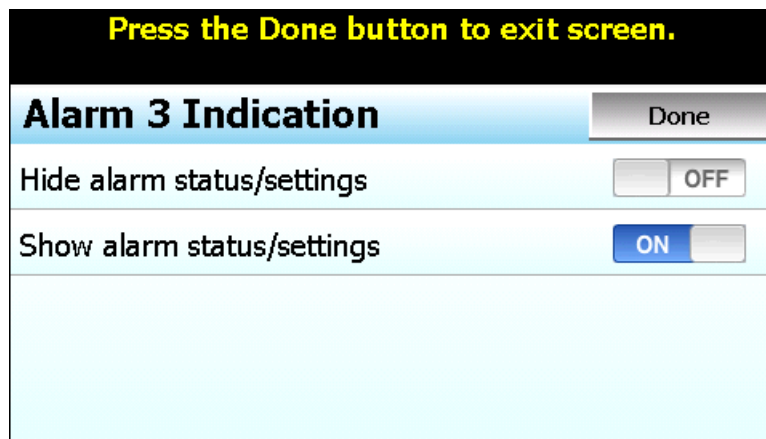 Press the Done button to exit screen.
Alarm 3 Indication
Done
Hide alarm status/settings
OFF
Show alarm status/settings
ON